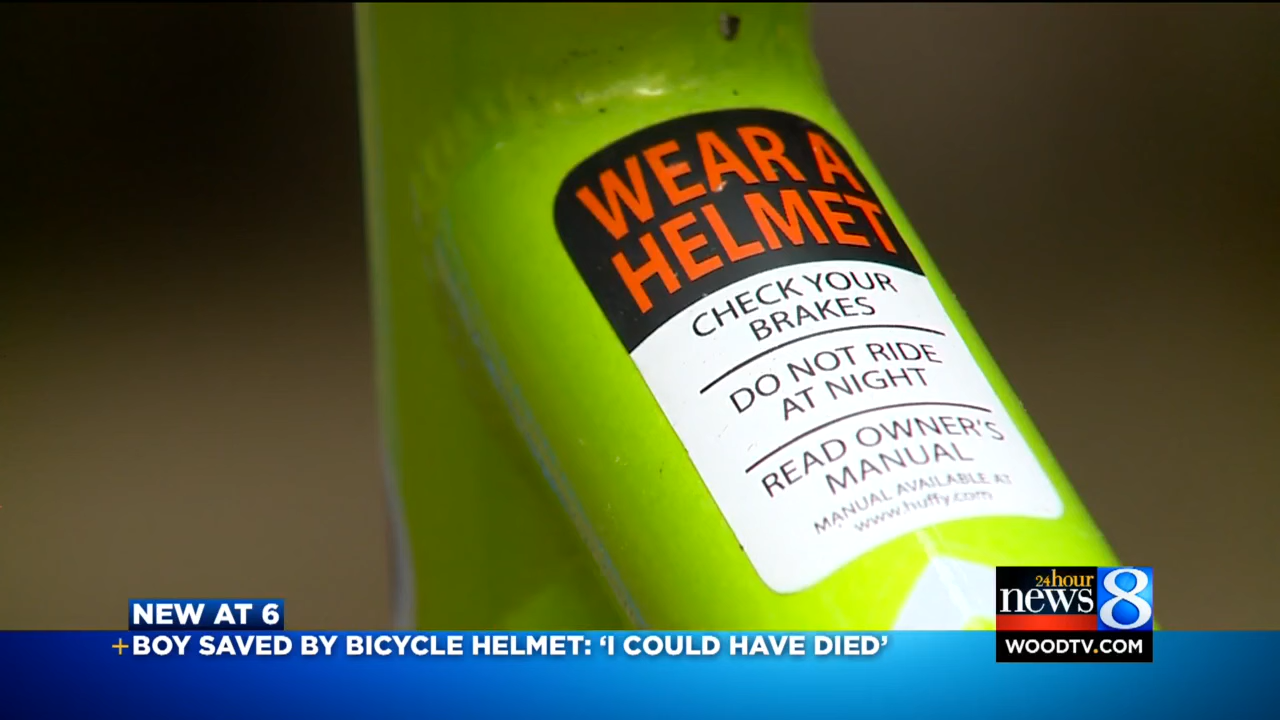 WEAR A
HELMET
CHECK YOUR
BRAKES
DO NOT RIDE
AT NIGHT
READ OWNER'S
MANUAL
MANUAL AVAILABLE AT
www.huffy.com
NEW AT 6
+BOY SAVED BY BICYCLE HELMET: ‘I COULD HAVE DIED’
24hour
news 8
WOODTV.COM